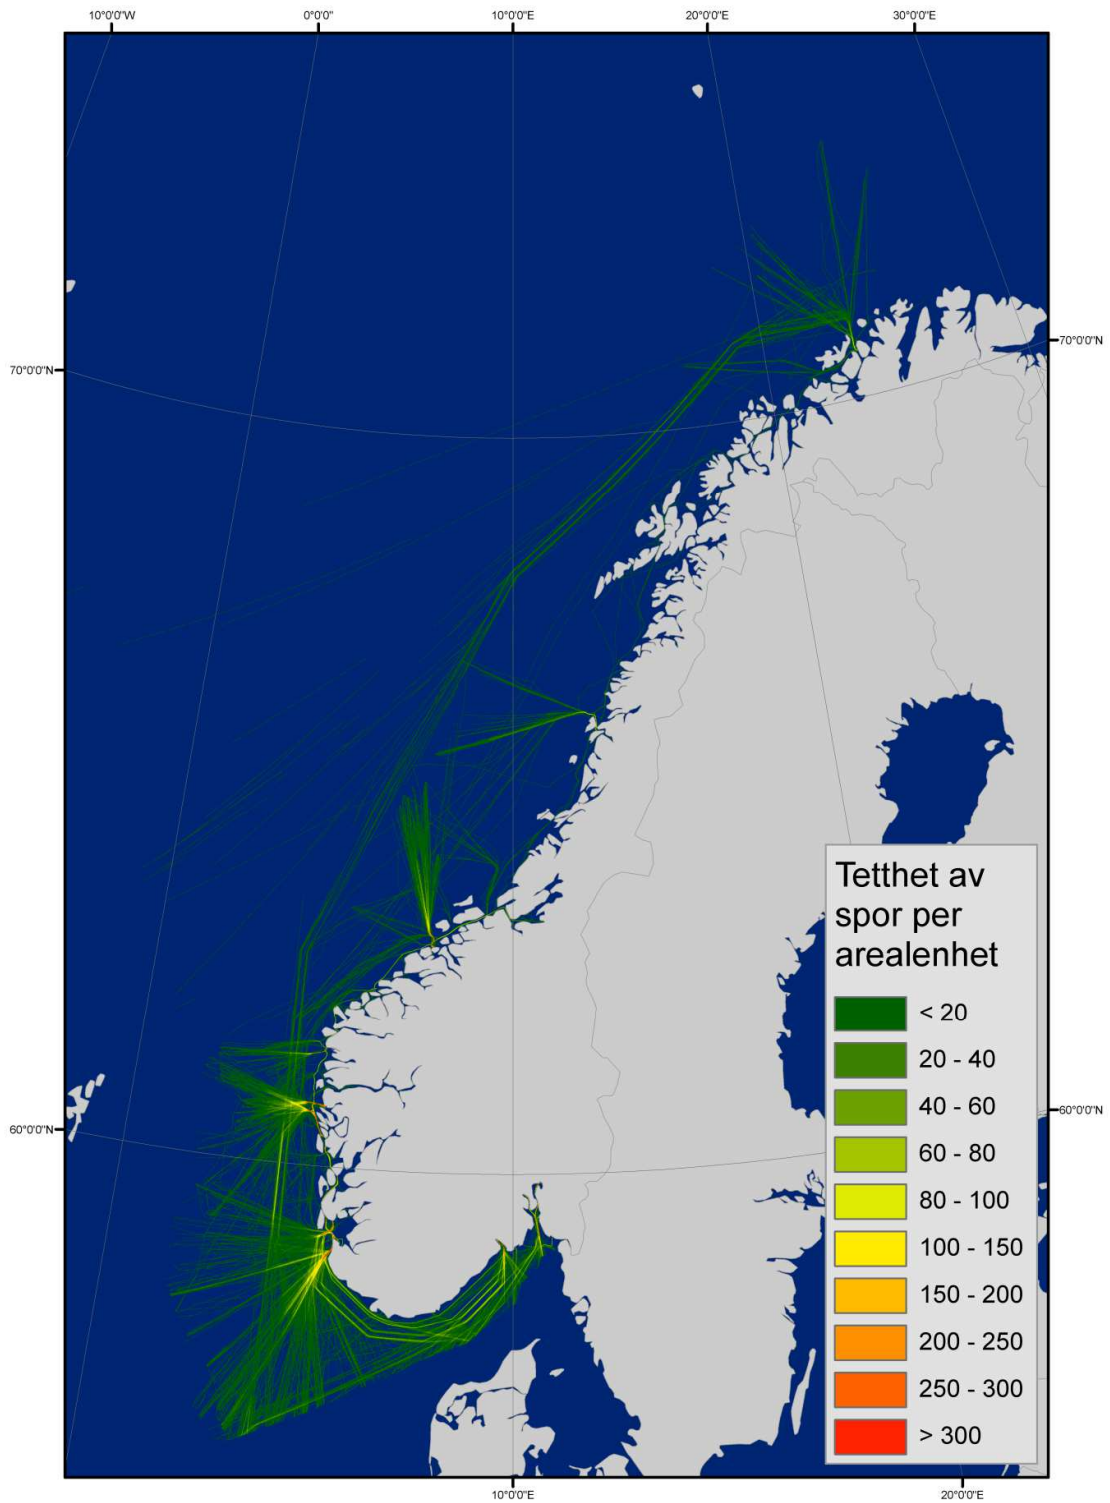 10°0'0"W
0°0'0"
10°0'0"E
20°0'0"E
30°0'0"E
70°0'0"N
70°0'0"N
60°0'0"N
60°0'0"N
Tetthet av
spor per
arealenhet
< 20
20 - 40
40 - 60
60 - 80
80 - 100
100 - 150
150 - 200
200 - 250
250 - 300
> 300
10°0'0"E
20°0'0"E